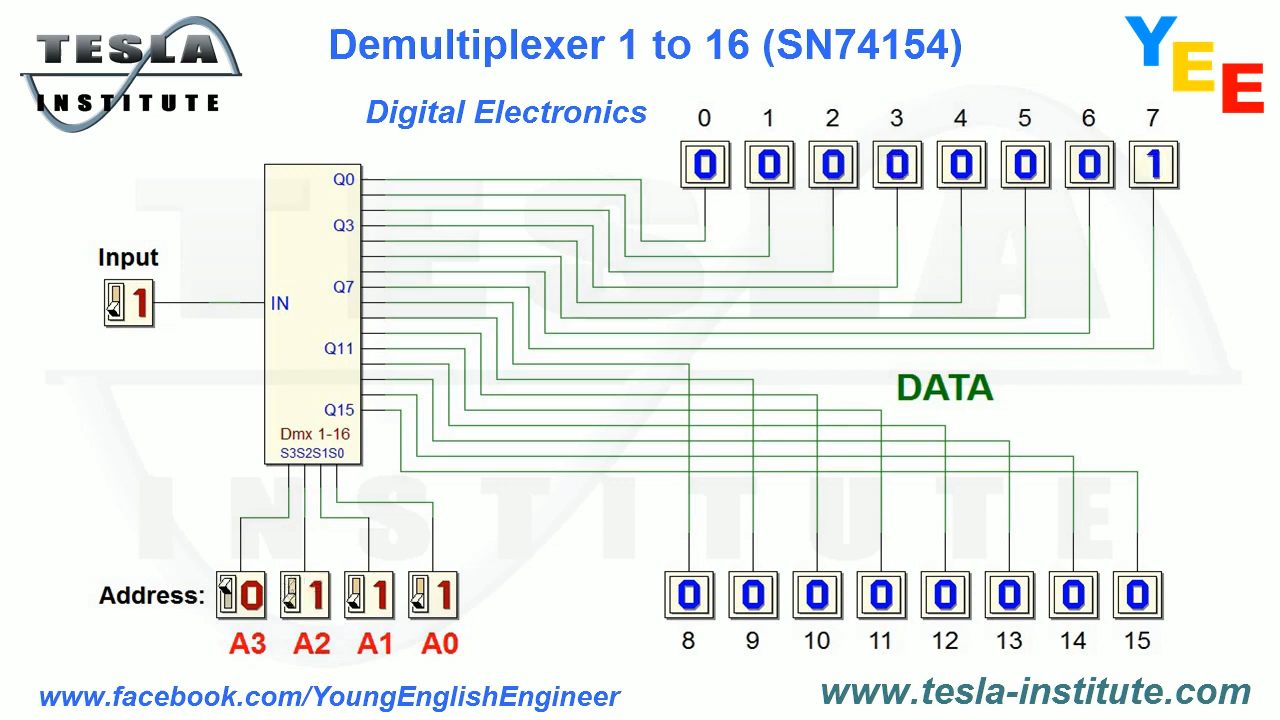 TESLA
INSTITUTE
Demultiplexer 1 to 16 (SN74154)
YEE
Digital Electronics
0 1 2 3 4 5 6 7
0 0 0 0 0 0 0 1
Q0
Q3
Input
Q7
1
IN
Q11
DATA
Q15
Dmx 1-16
S3S2S1S0
TESLA
INSTITUTE
Address: 0 1 1 1
A3 A2 A1 A0
0 0 0 0 0 0 0 0
8 9 10 11 12 13 14 15
www.facebook.com/YoungEnglishEngineer
www.tesla-institute.com